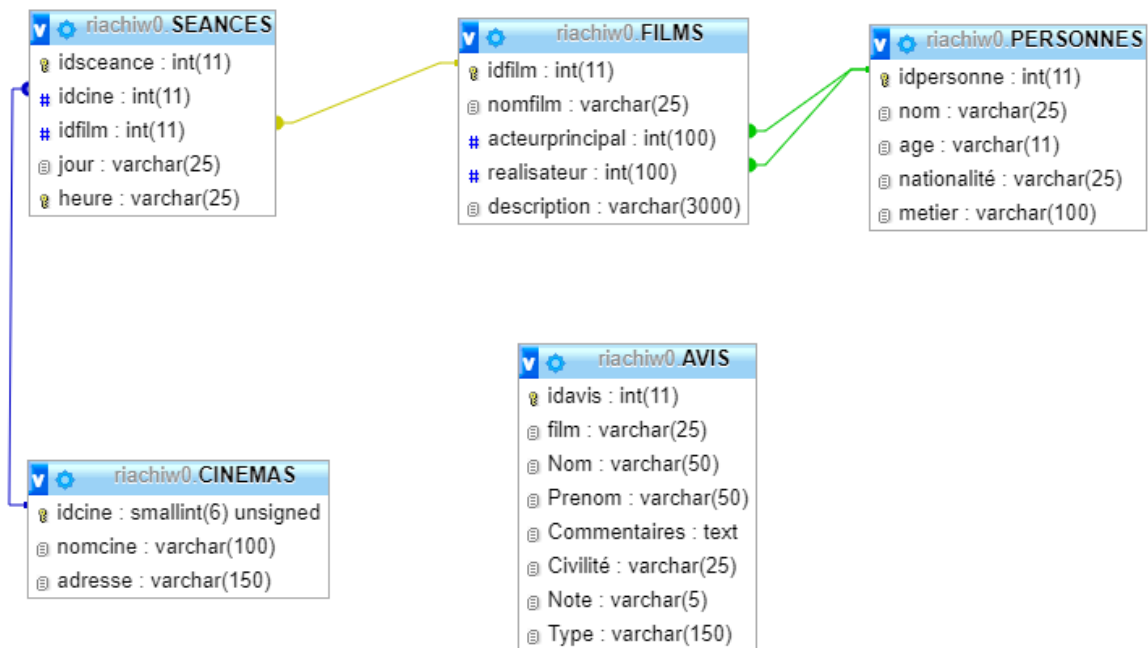 v riachiw0.SEANCES
idsceance : int(11)
# idcine : int(11)
# idfilm : int(11)
jour : varchar(25)
heure : varchar(25)
v riachiw0.FILMS
idfilm : int(11)
nomfilm : varchar(25)
# acteurprincipal : int(100)
# realisateur : int(100)
description : varchar(3000)
v riachiw0.PERSONNES
idpersonne : int(11)
nom : varchar(25)
age : varchar(11)
nationalité : varchar(25)
metier : varchar(100)
v riachiw0.AVIS
idavis : int(11)
film : varchar(25)
Nom : varchar(50)
Prenom : varchar(50)
Commentaires : text
Civilité : varchar(25)
Note : varchar(5)
Type : varchar(150)
v riachiw0.CINEMAS
idcine : smallint(6) unsigned
nomcine : varchar(100)
adresse : varchar(150)